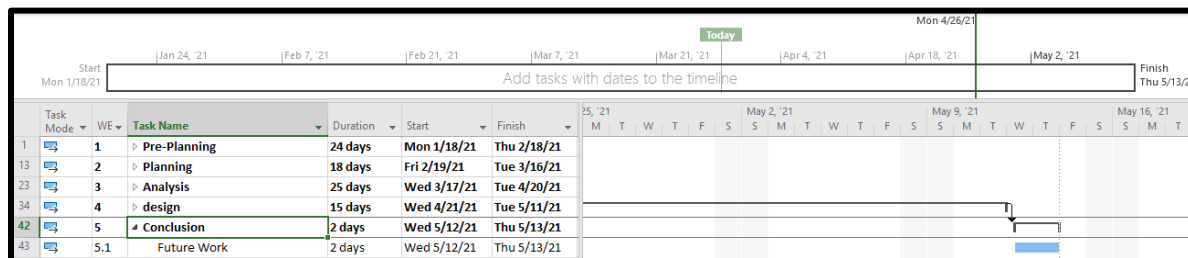 Mon 4/26/21
Today
Jan 24, '21 Feb 7, '21 Feb 21, '21 Mar 7, '21 Mar 21, '21 Apr 4, '21 Apr 18, '21 May 2, '21
Start
Mon 1/18/21
Add tasks with dates to the timeline
Finish
Thu 5/13/2
Task Mode WE Task Name Duration Start Finish
25, '21 May 2, '21 May 9, '21 May 16, '21
M T W T F S S M T W T F S S M T W T F S S M T
1 1 Pre-Planning 24 days Mon 1/18/21 Thu 2/18/21
13 2 Planning 18 days Fri 2/19/21 Tue 3/16/21
23 3 Analysis 25 days Wed 3/17/21 Tue 4/20/21
34 4 design 15 days Wed 4/21/21 Tue 5/11/21
42 5 Conclusion 2 days Wed 5/12/21 Thu 5/13/21
43 5.1 Future Work 2 days Wed 5/12/21 Thu 5/13/21